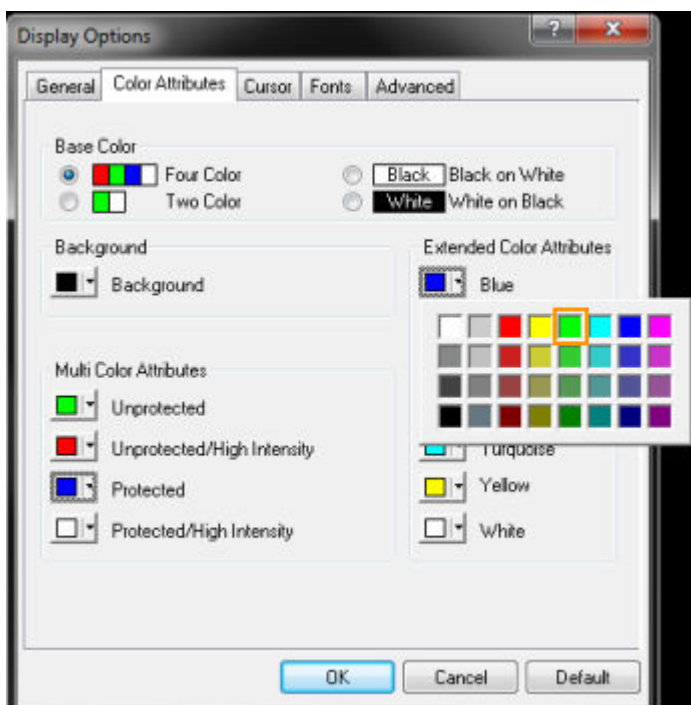 Display Options
?
General Color Attributes Cursor Fonts Advanced
Base Color
Four Color Black Black on White
Two Color White White on Black
Background Extended Color Attributes
Background Blue
Multi Color Attributes
Unprotected
Unprotected/High Intensity Turquoise
Protected Yellow
Protected/High Intensity White
OK Cancel Default